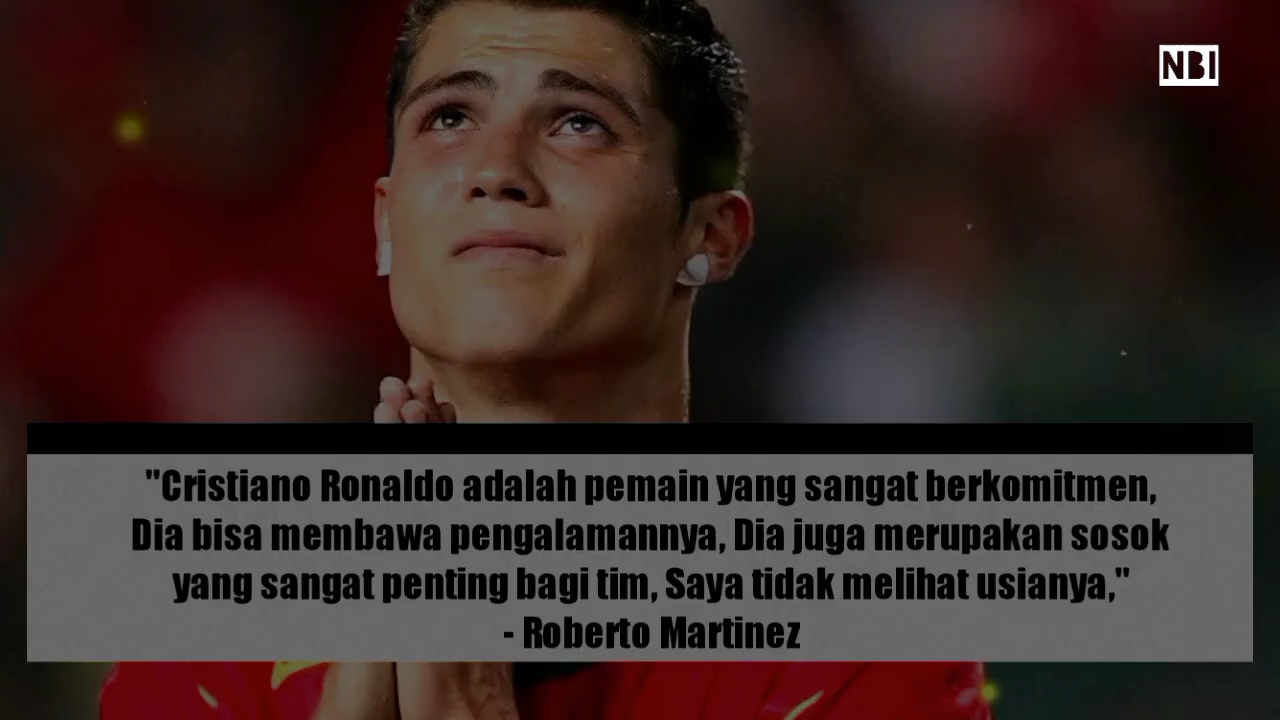 NBI
"Cristiano Ronaldo adalah pemain yang sangat berkomitmen,
Dia bisa membawa pengalamannya, Dia juga merupakan sosok
yang sangat penting bagi tim, Saya tidak melihat usianya,"
- Roberto Martinez